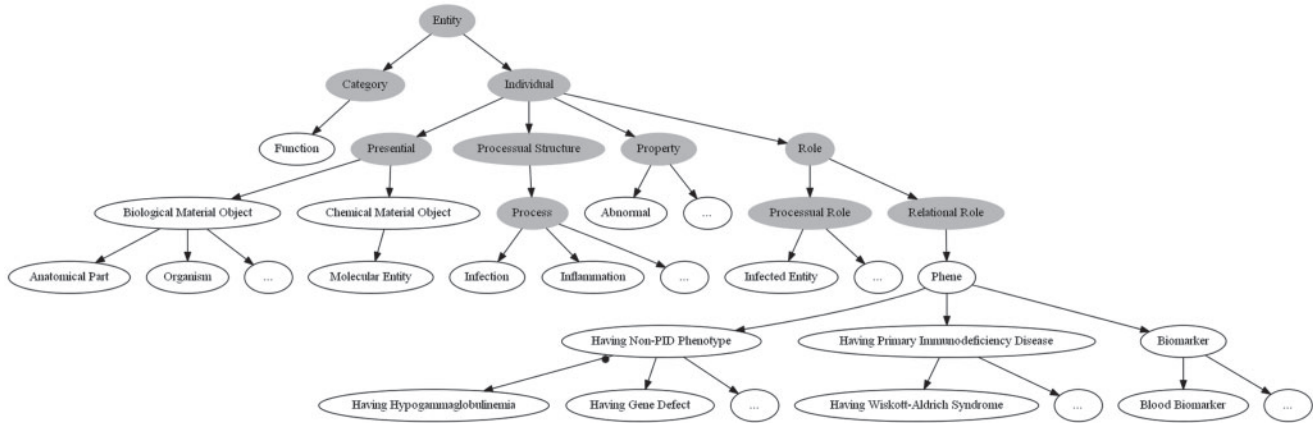 Entity
Category
Individual
Function
Presential
Processual Structure
Property
Role
Biological Material Object
Chemical Material Object
Process
Abnormal
...
Processual Role
Relational Role
Anatomical Part
Organism
...
Molecular Entity
Infection
Inflammation
...
Infected Entity
...
Phene
Having Non-PID Phenotype
Having Primary Immunodeficiency Disease
Biomarker
Having Hypogammaglobulinemia
Having Gene Defect
...
Having Wiskott-Aldrich Syndrome
...
Blood Biomarker
...